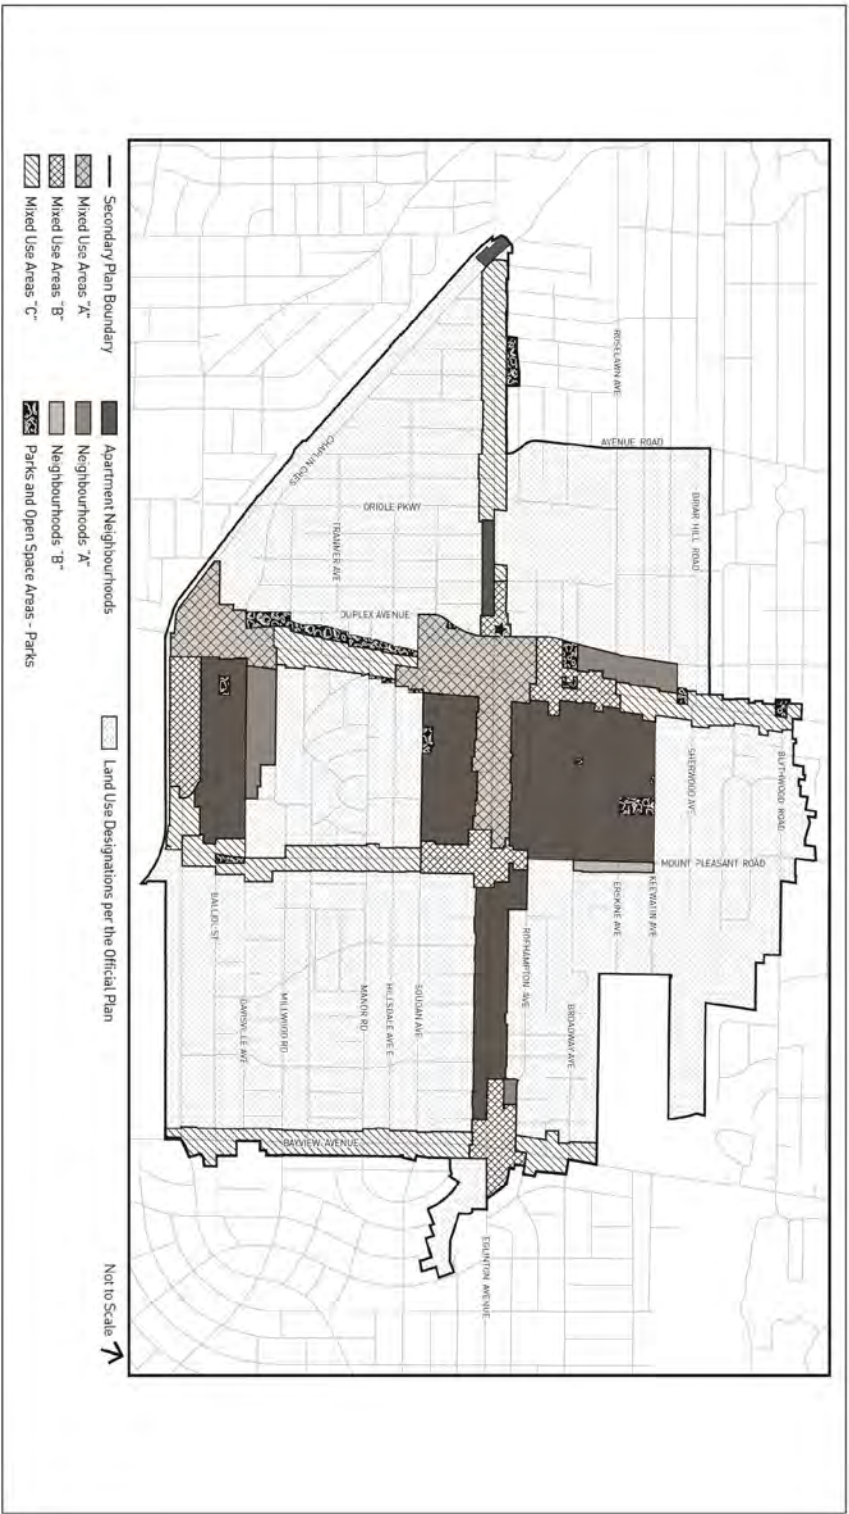 ROSELAWN AVE
AVENUE ROAD
BRIAR HILL ROAD
CHAPLIN CRES
ORIOLE PKWY
TRANMER AVE
DUPLEX AVENUE
SHERWOOD AVE
BLYTHWOOD ROAD
MOUNT PLEASANT ROAD
KEEWATIN AVE
ERSKINE AVE
ROEHAMPTON AVE
BROADWAY AVE
SOUDAN AVE
HILLSDALE AVE E
MANOR RD
MILLWOOD RD
DAVISVILLE AVE
BALLIOL ST
BAYVIEW AVENUE
EGLINTON AVENUE
Secondary Plan Boundary
Mixed Use Areas "A"
Mixed Use Areas "B"
Mixed Use Areas "C"
Apartment Neighbourhoods
Neighbourhoods "A"
Neighbourhoods "B"
Parks and Open Space Areas - Parks
Land Use Designations per the Official Plan
Not to Scale